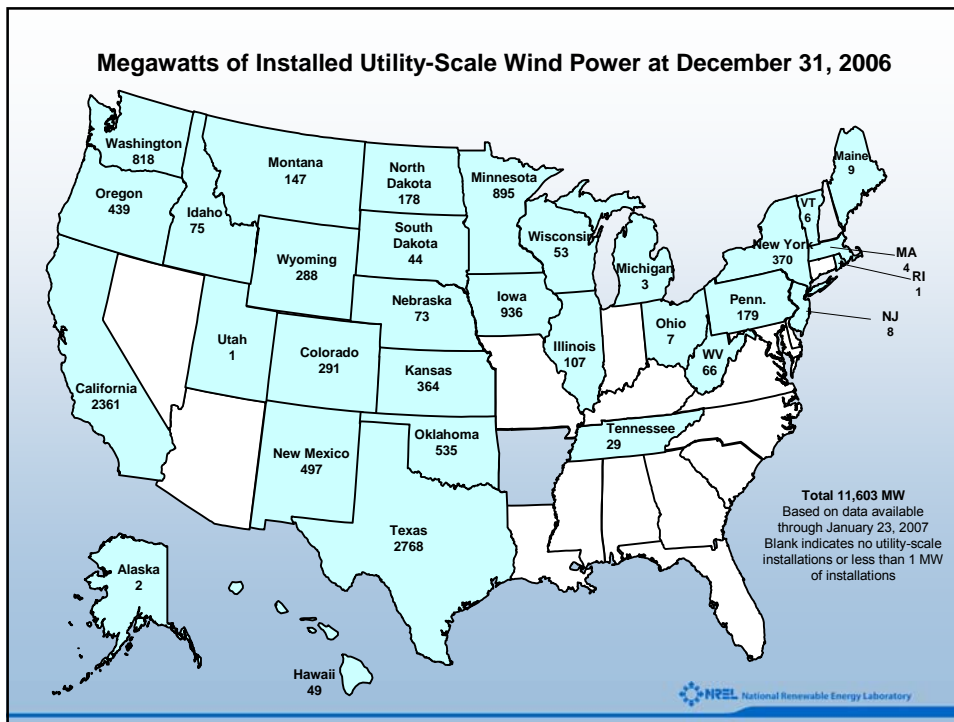 Megawatts of Installed Utility-Scale Wind Power at December 31, 2006
Washington
818
Oregon
439
Idaho
75
Montana
147
North
Dakota
178
Minnesota
895
South
Dakota
44
Wyoming
288
Wisconsin
53
Michigan
3
Maine
9
VT
6
New York
370
MA
4
RI
1
NJ
8
Penn.
179
Nebraska
73
Iowa
936
Illinois
107
Ohio
7
WV
66
Utah
1
Colorado
291
Kansas
364
California
2361
New Mexico
497
Oklahoma
535
Tennessee
29
Texas
2768
Alaska
2
Hawaii
49
Total 11,603 MW
Based on data available
through January 23, 2007
Blank indicates no utility-scale
installations or less than 1 MW
of installations
NREL National Renewable Energy Laboratory